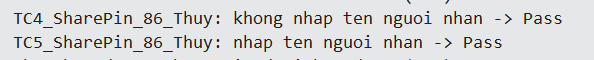 TC4_SharePin_86_Thuy: khong nhap ten nguoi nhan -> Pass
TC5_SharePin_86_Thuy: nhap ten nguoi nhan -> Pass